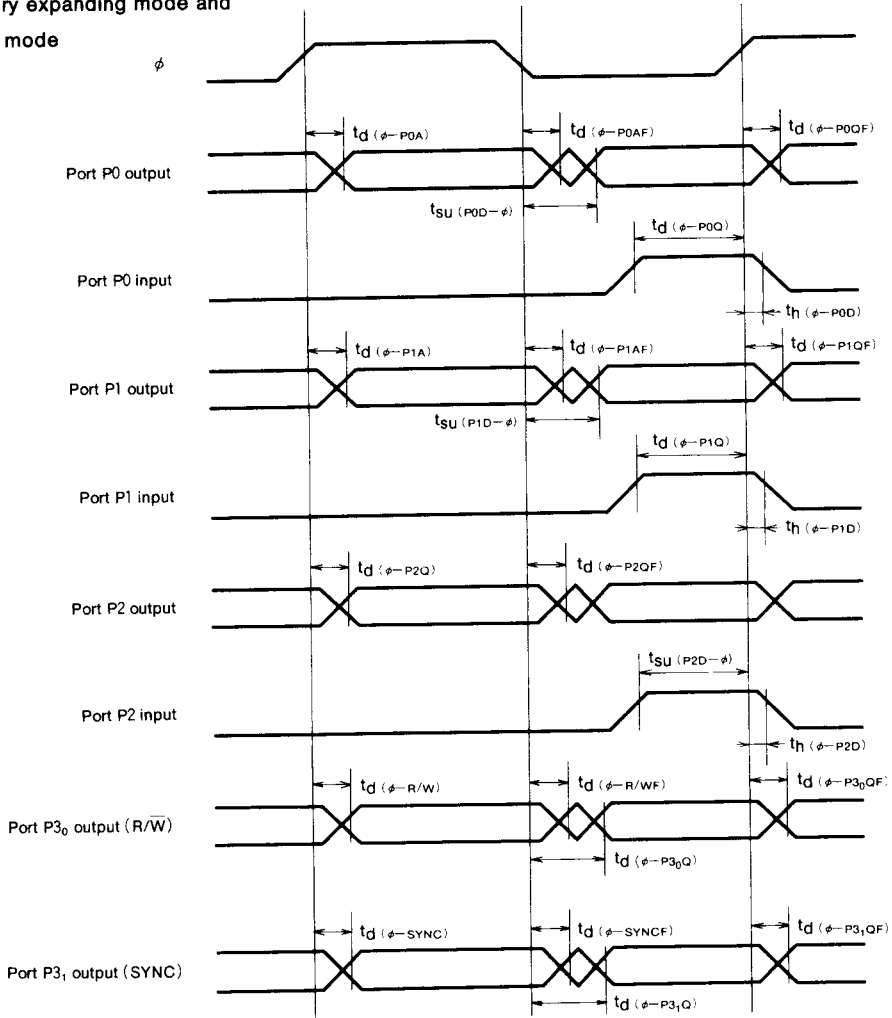 ry expanding mode and
mode
φ
td (φ–P0A) td (φ–P0AF) td (φ–P0QF)
Port P0 output
tsu (P0D–φ)
td (φ–P0Q)
Port P0 input
th (φ–P0D)
td (φ–P1A) td (φ–P1AF) td (φ–P1QF)
Port P1 output
tsu (P1D–φ)
td (φ–P1Q)
Port P1 input
th (φ–P1D)
td (φ–P2Q) td (φ–P2QF)
Port P2 output
tsu (P2D–φ)
Port P2 input
th (φ–P2D)
td (φ–R/W) td (φ–R/WF) td (φ–P3₀QF)
Port P3₀ output (R/W̅)
td (φ–P3₀Q)
td (φ–SYNC) td (φ–SYNCF) td (φ–P3₁QF)
Port P3₁ output (SYNC)
td (φ–P3₁Q)